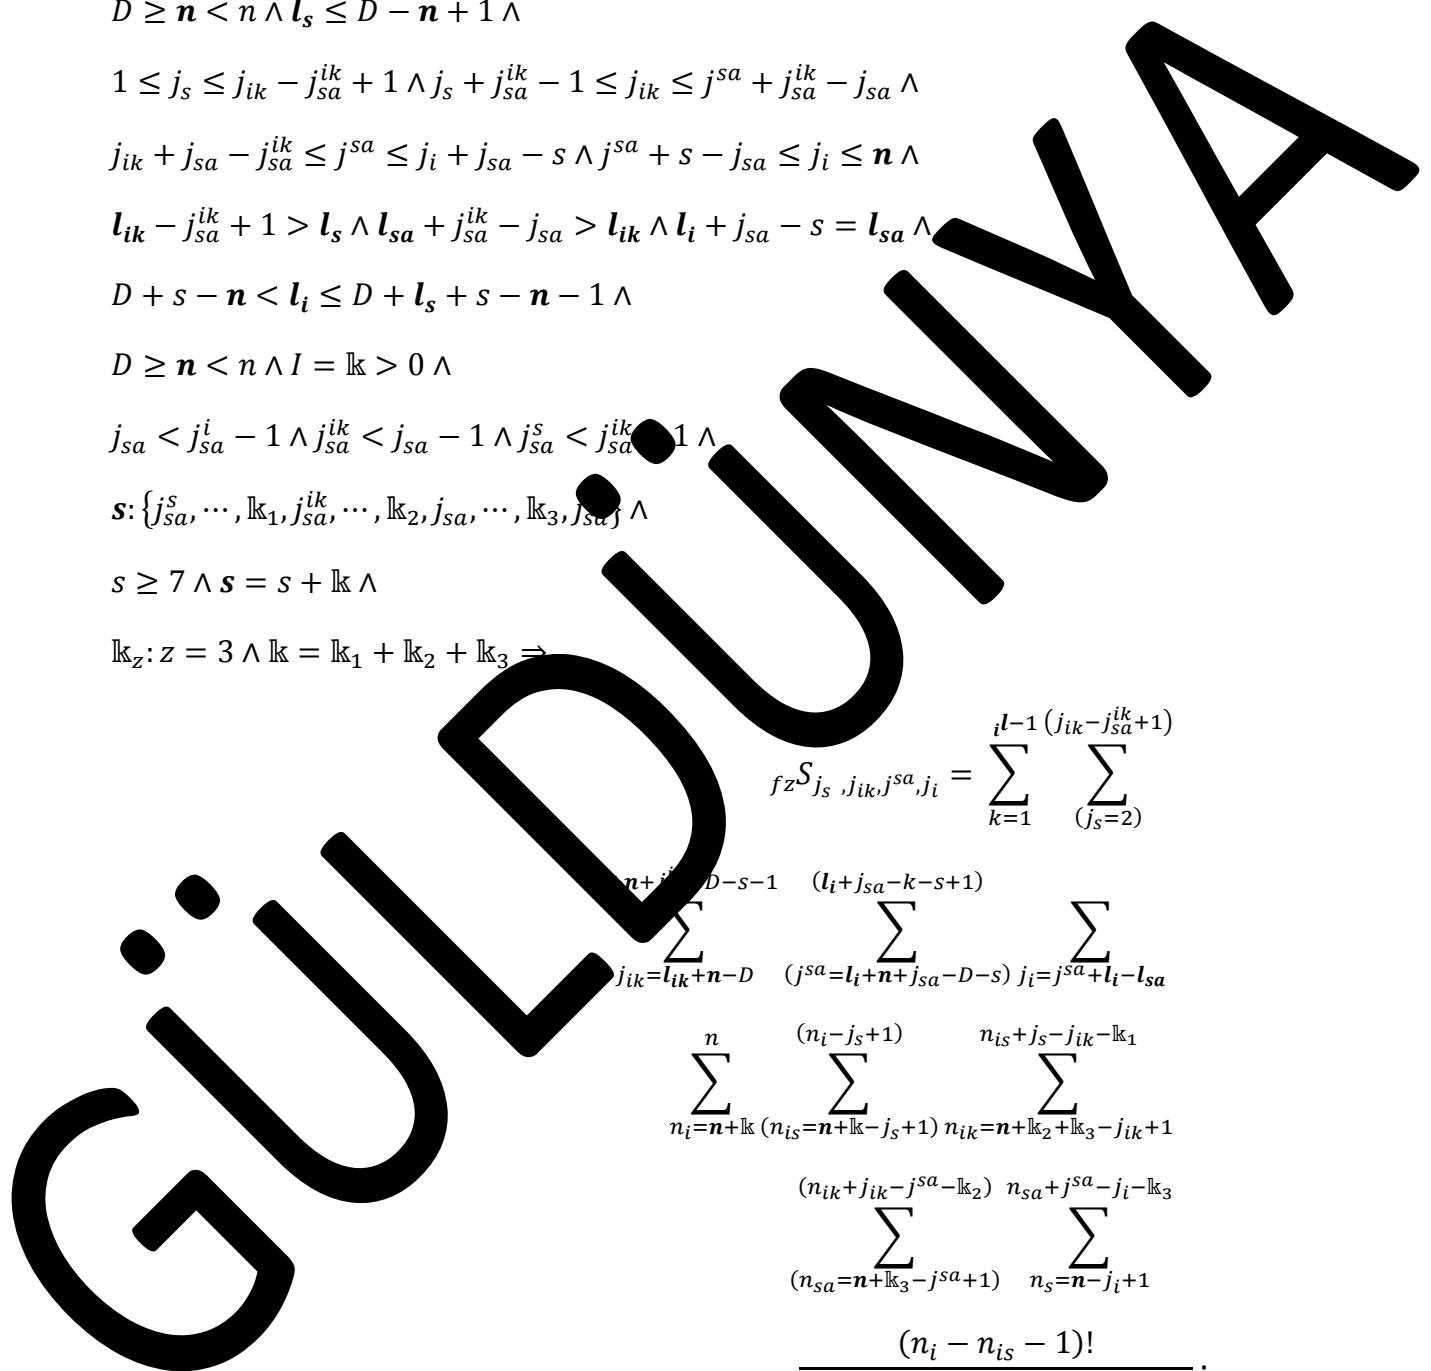 D ≥ n < n ∧ l_s ≤ D − n + 1 ∧
1 ≤ j_s ≤ j_{ik} − j_{sa}^{ik} + 1 ∧ j_s + j_{sa}^{ik} − 1 ≤ j_{ik} ≤ j^{sa} + j_{sa}^{ik} − j_{sa} ∧
j_{ik} + j_{sa} − j_{sa}^{ik} ≤ j^{sa} ≤ j_i + j_{sa} − s ∧ j^{sa} + s − j_{sa} ≤ j_i ≤ n ∧
l_{ik} − j_{sa}^{ik} + 1 > l_s ∧ l_{sa} + j_{sa}^{ik} − j_{sa} > l_{ik} ∧ l_i + j_{sa} − s = l_{sa} ∧
D + s − n < l_i ≤ D + l_s + s − n − 1 ∧
D ≥ n < n ∧ I = 𝕜 > 0 ∧
j_{sa} < j_{sa}^i − 1 ∧ j_{sa}^{ik} < j_{sa} − 1 ∧ j_{sa}^s < j_{sa}^{ik} 1 ∧
s: {j_{sa}^s, ⋯ , 𝕜_1, j_{sa}^{ik}, ⋯ , 𝕜_2, j_{sa}, ⋯ , 𝕜_3, j_{sa}} ∧
s ≥ 7 ∧ s = s + 𝕜 ∧
𝕜_z: z = 3 ∧ 𝕜 = 𝕜_1 + 𝕜_2 + 𝕜_3 ⇒
_{fz}S_{j_s ,j_{ik},j^{sa},j_i} = ∑_{k=1}^{_il−1} ∑_{(j_s=2)}^{(j_{ik}−j_{sa}^{ik}+1)}
∑_{j_{ik}=l_{ik}+n−D}^{n+ D−s−1} ∑_{(j^{sa}=l_i+n+j_{sa}−D−s)}^{(l_i+j_{sa}−k−s+1)} ∑_{j_i=j^{sa}+l_i−l_{sa}}
∑_{n_i=n+𝕜}^{n} ∑_{(n_{is}=n+𝕜−j_s+1)}^{(n_i−j_s+1)} ∑_{n_{ik}=n+𝕜_2+𝕜_3−j_{ik}+1}^{n_{is}+j_s−j_{ik}−𝕜_1}
∑_{(n_{sa}=n+𝕜_3−j^{sa}+1)}^{(n_{ik}+j_{ik}−j^{sa}−𝕜_2)} ∑_{n_s=n−j_i+1}^{n_{sa}+j^{sa}−j_i−𝕜_3}
(n_i − n_{is} − 1)! ·
GÜLDÜNYA